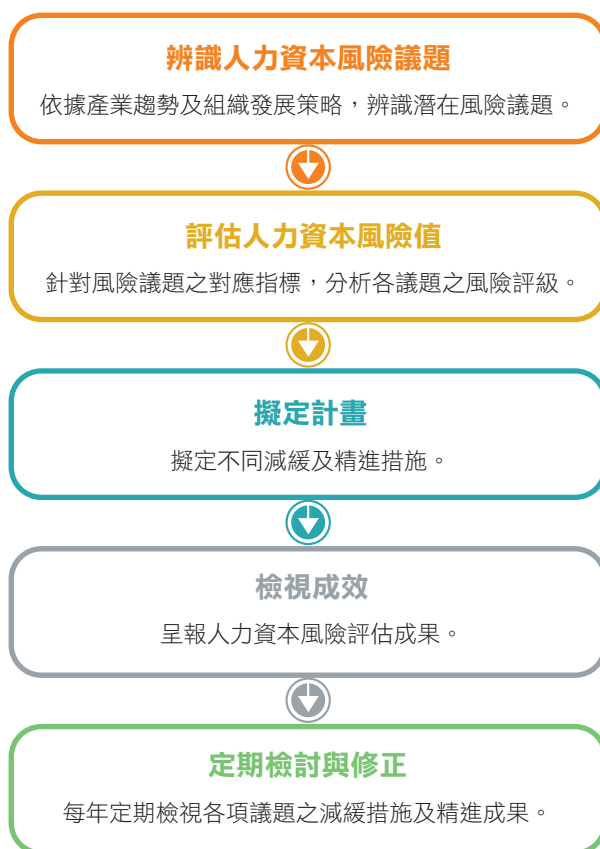 辨識人力資本風險議題
依據產業趨勢及組織發展策略，辨識潛在風險議題。
評估人力資本風險值
針對風險議題之對應指標，分析各議題之風險評級。
擬定計畫
擬定不同減緩及精進措施。
檢視成效
呈報人力資本風險評估成果。
定期檢討與修正
每年定期檢視各項議題之減緩措施及精進成果。